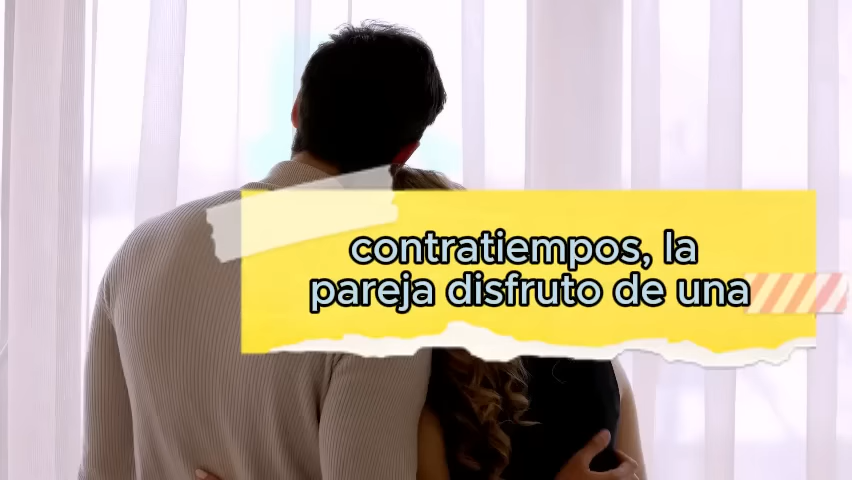 contratiempos, la
pareja disfruto de una